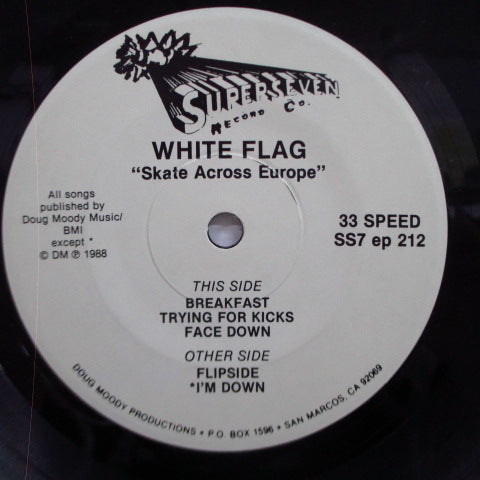 SUPERSEVEN
RECORD CO.
WHITE FLAG
"Skate Across Europe"
All songs
published by
Doug Moody Music/
BMI
except *
© DM ℗ 1988
33 SPEED
SS7 ep 212
THIS SIDE
BREAKFAST
TRYING FOR KICKS
FACE DOWN
OTHER SIDE
FLIPSIDE
*I'M DOWN
DOUG MOODY PRODUCTIONS • P.O. BOX 1596 • SAN MARCOS, CA 92069